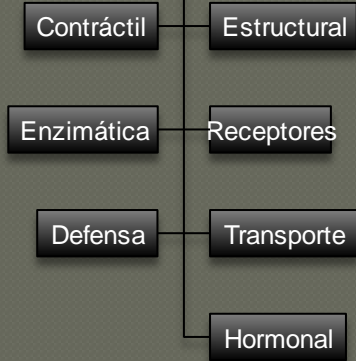 Contráctil
Estructural
Enzimática
Receptores
Defensa
Transporte
Hormonal